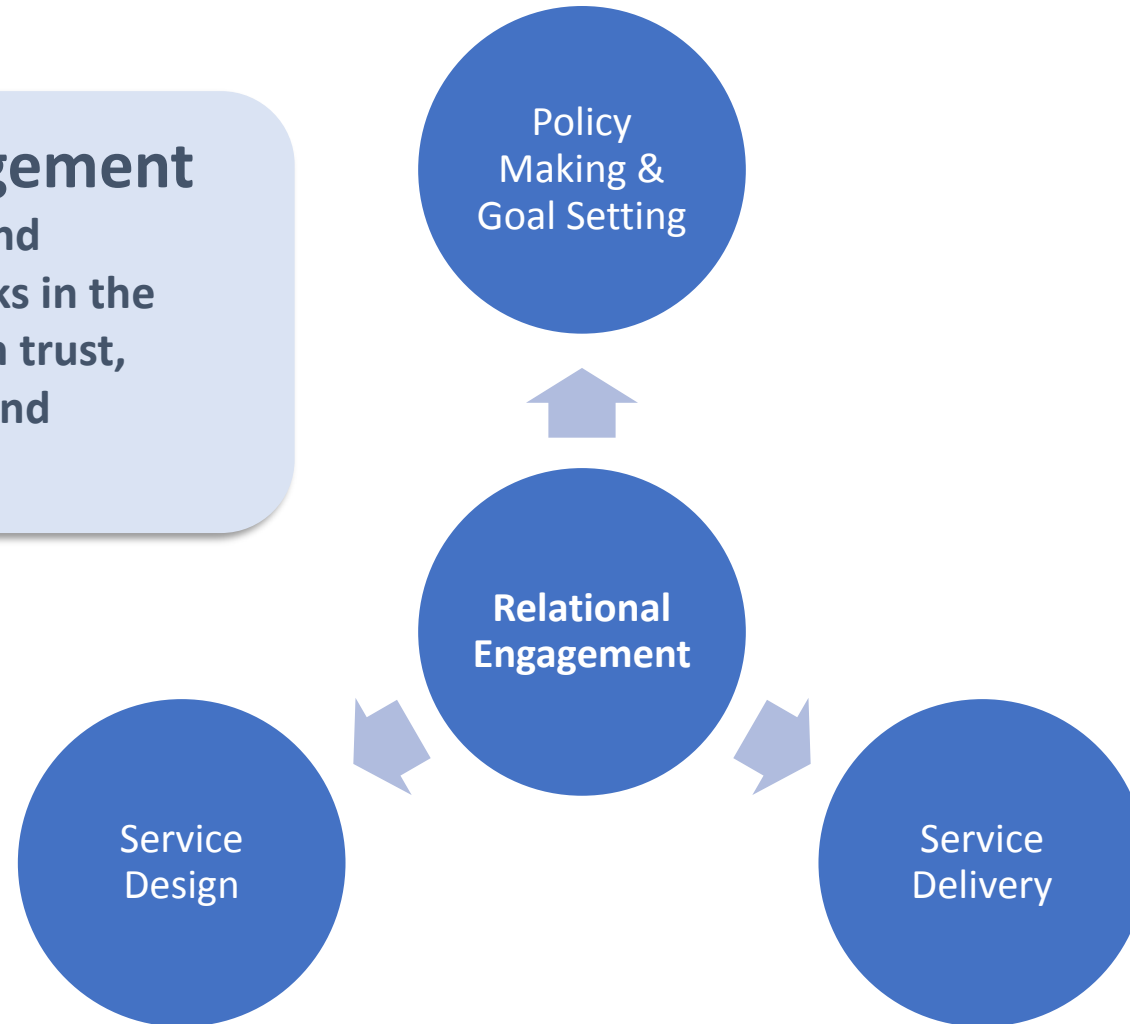 gement
nd
ks in the
n trust,
nd
Policy
Making &
Goal Setting
Relational
Engagement
Service
Design
Service
Delivery